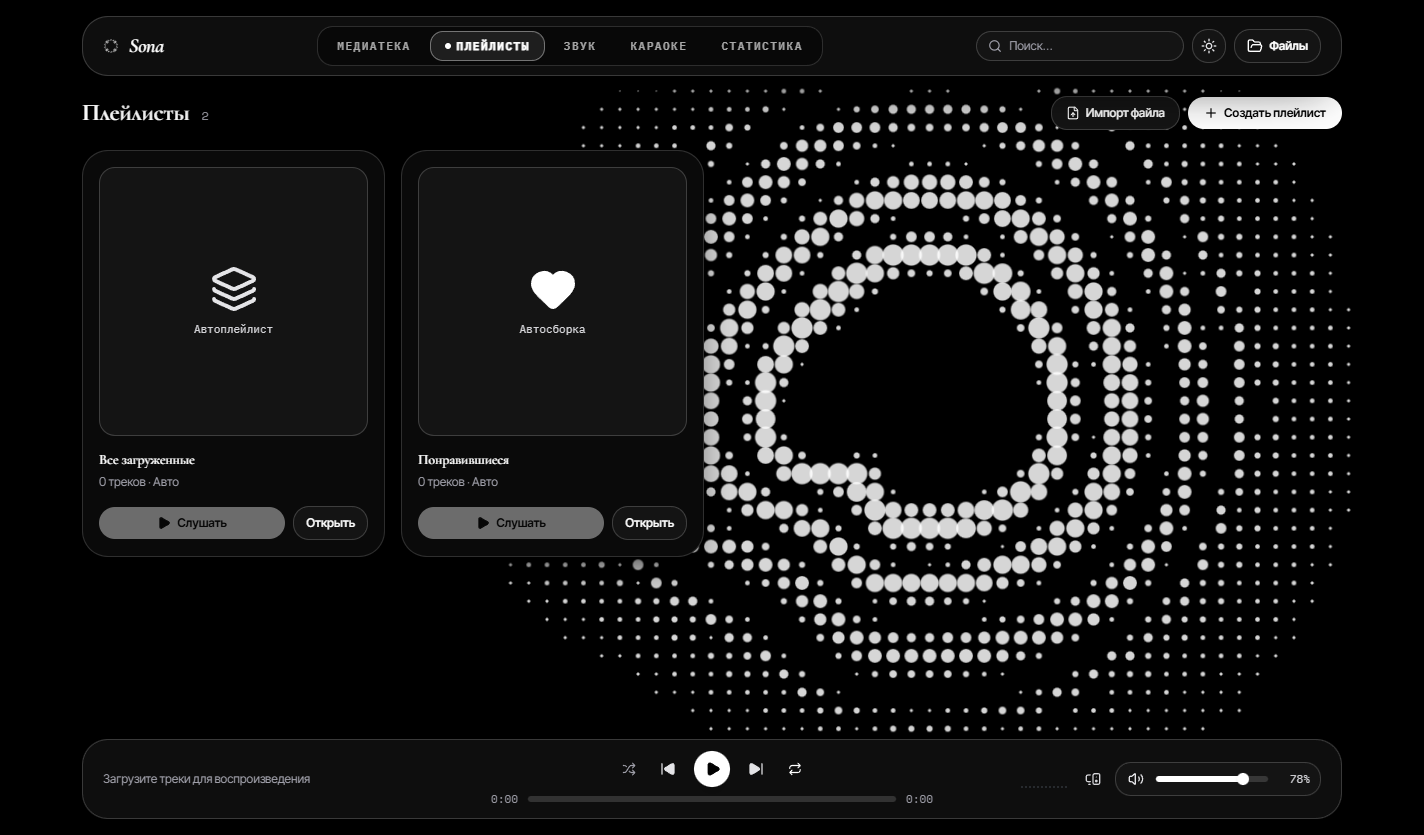 Sona
МЕДИАТЕКА
ПЛЕЙЛИСТЫ
ЗВУК
КАРАОКЕ
СТАТИСТИКА
Поиск...
Файлы
Плейлисты 2
Импорт файла
Создать плейлист
Автоплейлист
Автосборка
Все загруженные
0 треков · Авто
Слушать
Открыть
Понравившиеся
0 треков · Авто
Слушать
Открыть
Загрузите треки для воспроизведения
0:00
0:00
78%